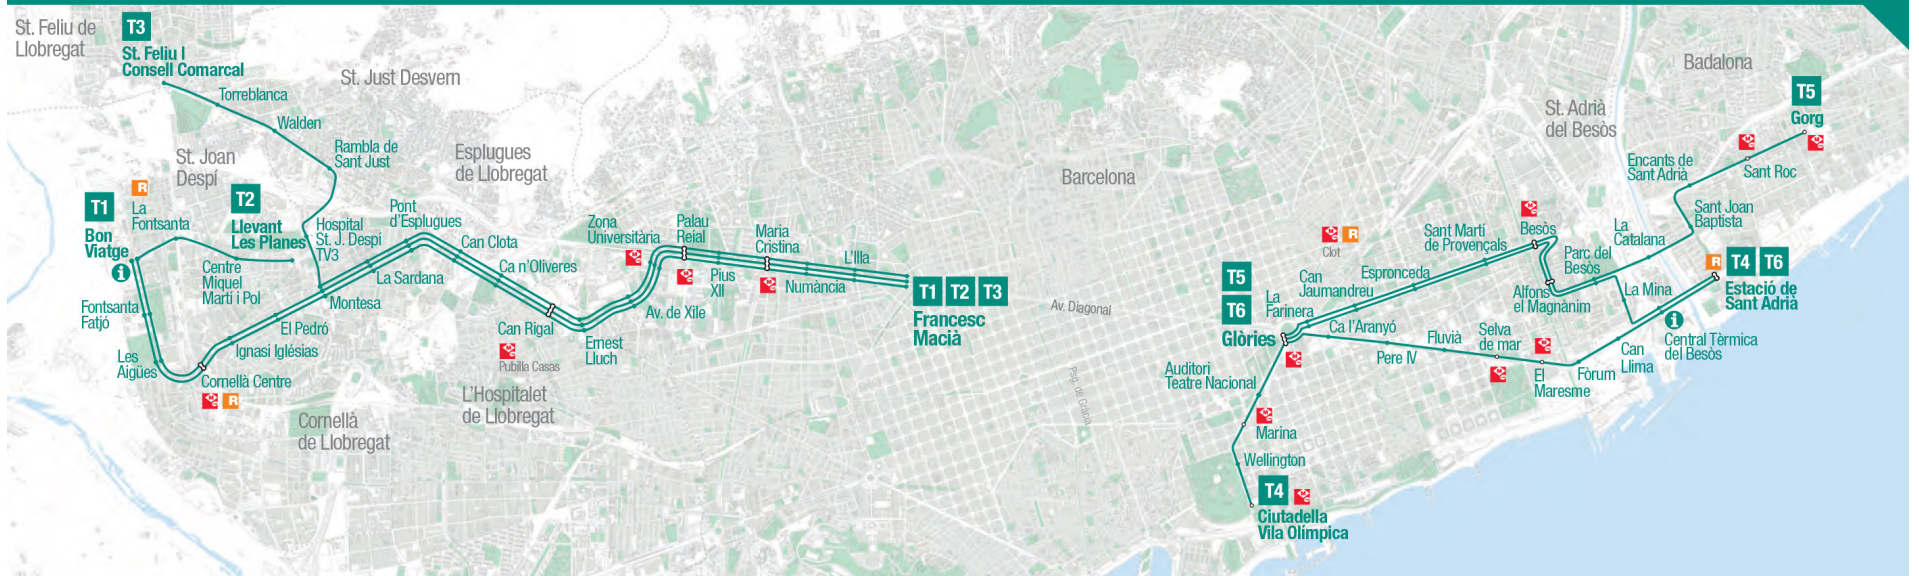 St. Feliu de
Llobregat
T3
St. Feliu I
Consell Comarcal
Torreblanca
Walden
Rambla de
Sant Just
St. Just Desvern
St. Joan
Despí
Esplugues
de Llobregat
R
La
Fontsanta
T1
Bon
Viatge
i
T2
Llevant
Les Planes
Centre
Miquel
Martí i Pol
Hospital
St. J. Despí
TV3
Fontsanta
Fatjó
Les
Aigües
Cornellà Centre
R
Ignasi Iglésias
El Pedró
Montesa
La Sardana
Pont
d'Esplugues
Can Clota
Ca n'Oliveres
Can Rigal
Pubilla Casas
Ernest
Lluch
Av. de Xile
Zona
Universitària
Palau
Reial
Pius
XII
Maria
Cristina
Numància
L'Illa
T1 T2 T3
Francesc
Macià
Cornellà
de Llobregat
L'Hospitalet
de Llobregat
Barcelona
Av. Diagonal
Psg. de Gràcia
T5
T6
Glòries
La
Farinera
Can
Jaumandreu
Espronceda
Sant Martí
de Provençals
Besòs
Clot
R
Alfons
el Magnànim
Parc del
Besòs
La
Catalana
Sant Joan
Baptista
Encants de
Sant Adrià
Sant Roc
T5
Gorg
Badalona
St. Adrià
del Besòs
Ca l'Aranyó
Pere IV
Fluvià
Selva
de mar
El
Maresme
Fòrum
Can
Llima
La Mina
i
Central Tèrmica
del Besòs
R
T4 T6
Estació de
Sant Adrià
Auditori
Teatre Nacional
Marina
Wellington
T4
Ciutadella
Vila Olímpica